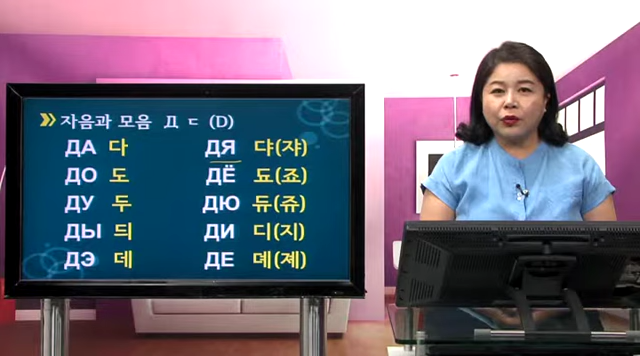 자음과 모음 Д ㄷ (D)
ДА 다 ДЯ 댜(쟈)
ДО 도 ДЁ 됴(죠)
ДУ 두 ДЮ 듀(쥬)
ДЫ 듸 ДИ 디(지)
ДЭ 데 ДЕ 뎨(졔)